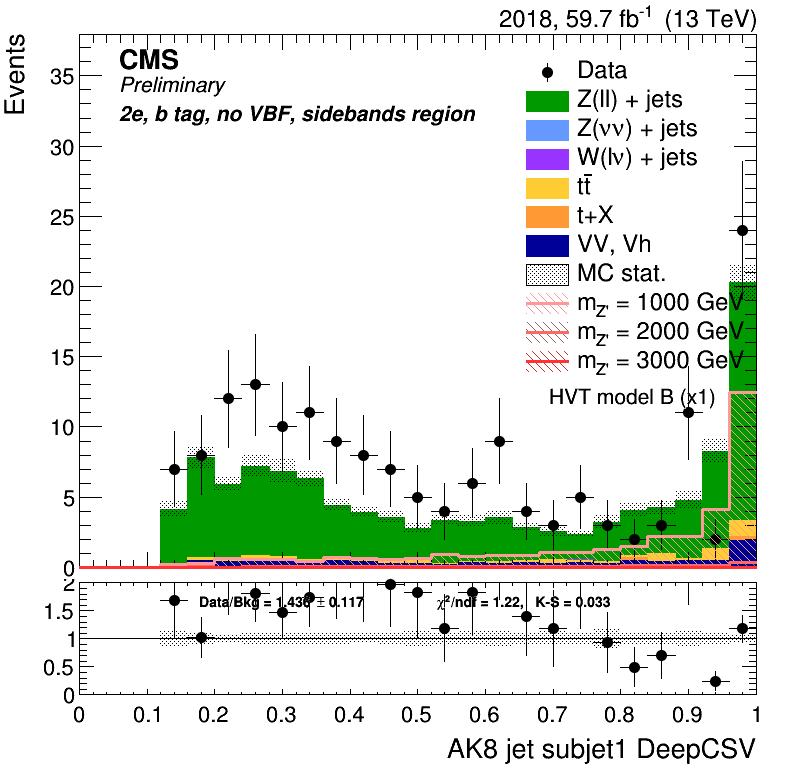 2018, 59.7 fb⁻¹ (13 TeV)
Events
CMS
Preliminary
2e, b tag, no VBF, sidebands region
Data
Z(ll) + jets
Z(νν) + jets
W(lν) + jets
tt̄
t+X
VV, Vh
MC stat.
m_Z' = 1000 GeV
m_Z' = 2000 GeV
m_Z' = 3000 GeV
HVT model B (x1)
35
30
25
20
15
10
5
0
Data/Bkg = 1.436 ± 0.117 χ²/ndf = 1.22, K-S = 0.033
2
1.5
1
0.5
0
0 0.1 0.2 0.3 0.4 0.5 0.6 0.7 0.8 0.9 1
AK8 jet subjet1 DeepCSV